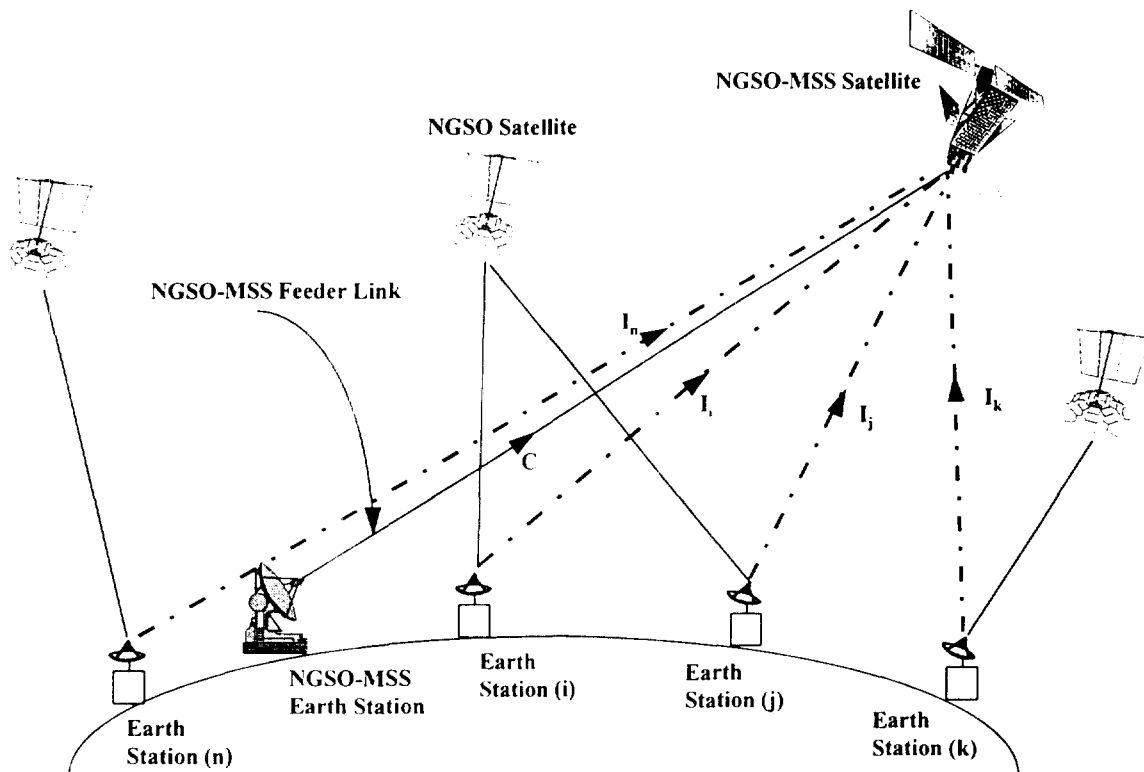 NGSO-MSS Satellite
NGSO Satellite
NGSO-MSS Feeder Link
Iₙ
I
Iⱼ
Iₖ
C
Earth
Station (i)
Earth
Station (j)
NGSO-MSS
Earth Station
Earth
Station (n)
Earth
Station (k)